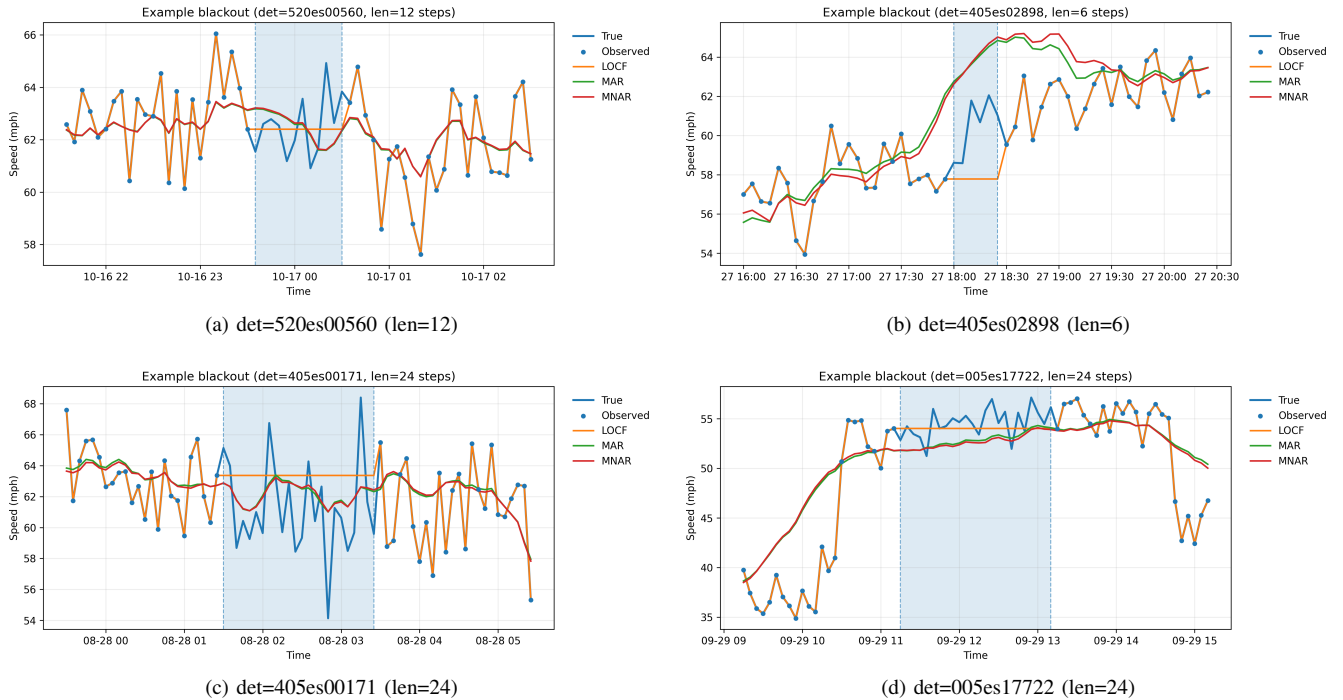 Example blackout (det=520es00560, len=12 steps)
66
64
62
60
58
Speed (mph)
10-16 22
10-16 23
10-17 00
10-17 01
10-17 02
Time
True
Observed
LOCF
MAR
MNAR
(a) det=520es00560 (len=12)
Example blackout (det=405es02898, len=6 steps)
64
62
60
58
56
54
Speed (mph)
27 16:00
27 16:30
27 17:00
27 17:30
27 18:00
27 18:30
27 19:00
27 19:30
27 20:00
27 20:30
Time
True
Observed
LOCF
MAR
MNAR
(b) det=405es02898 (len=6)
Example blackout (det=405es00171, len=24 steps)
68
66
64
62
60
58
56
54
Speed (mph)
08-28 00
08-28 01
08-28 02
08-28 03
08-28 04
08-28 05
Time
True
Observed
LOCF
MAR
MNAR
(c) det=405es00171 (len=24)
Example blackout (det=005es17722, len=24 steps)
55
50
45
40
35
Speed (mph)
09-29 09
09-29 10
09-29 11
09-29 12
09-29 13
09-29 14
09-29 15
Time
True
Observed
LOCF
MAR
MNAR
(d) det=005es17722 (len=24)